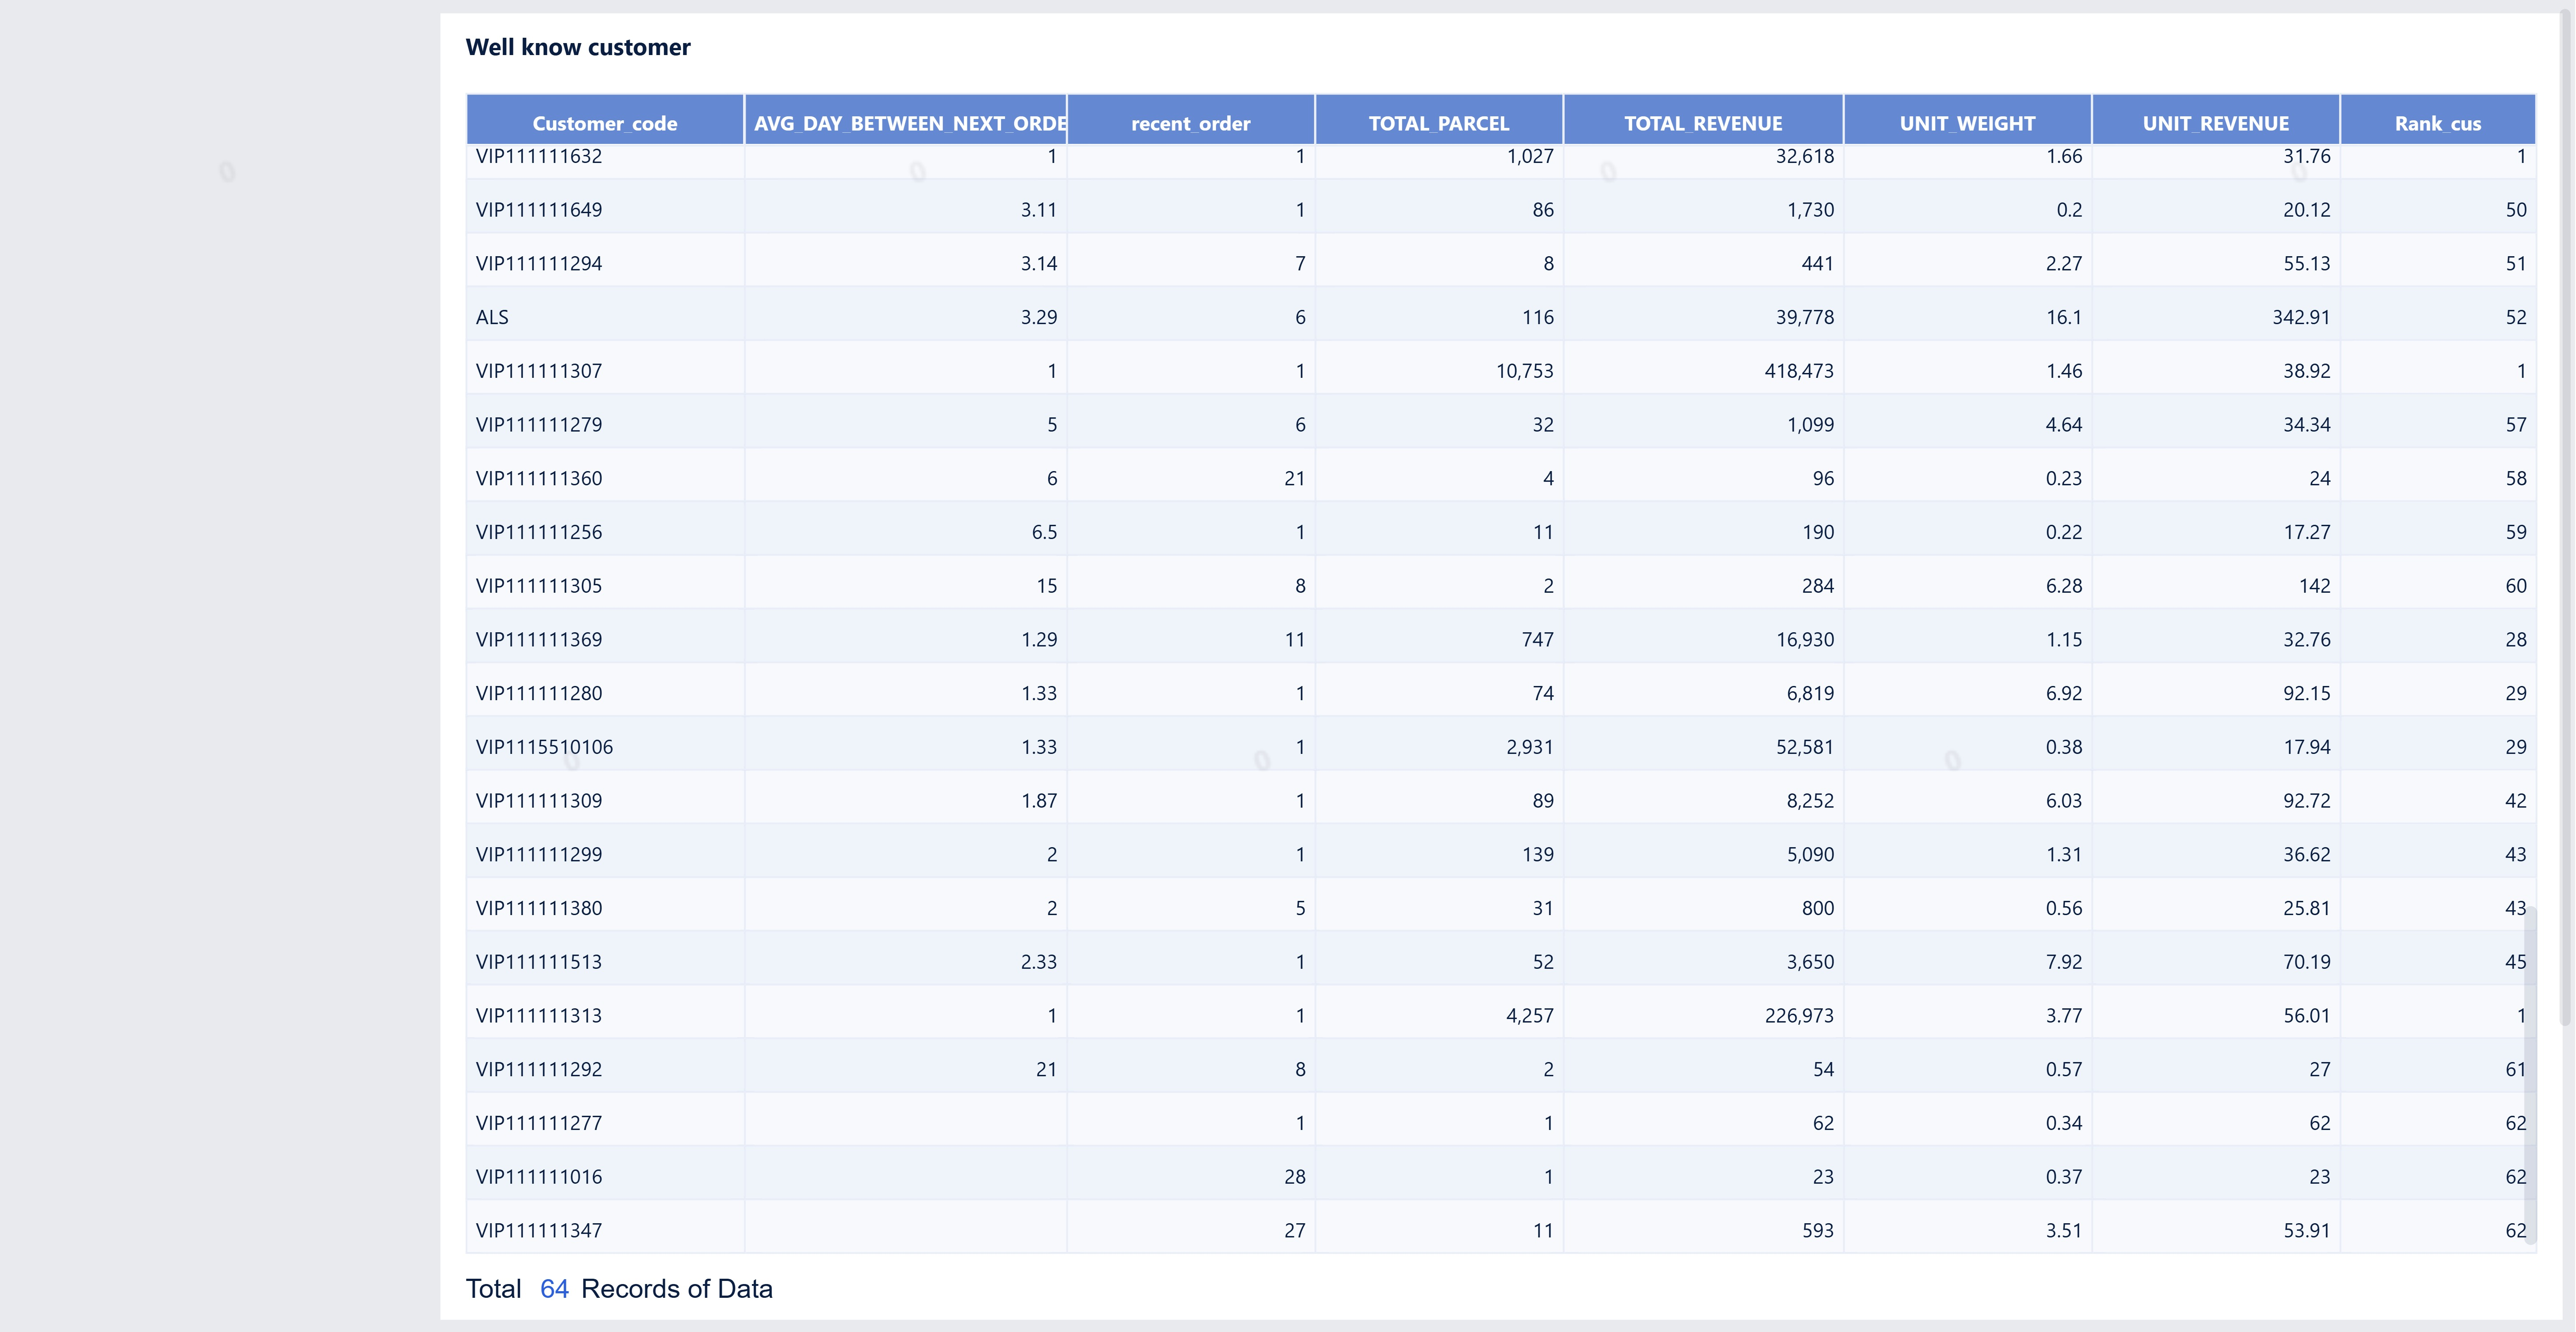 Well know customer
Customer_code AVG_DAY_BETWEEN_NEXT_ORDE recent_order TOTAL_PARCEL TOTAL_REVENUE UNIT_WEIGHT UNIT_REVENUE Rank_cus
VIP111111632 1 1 1,027 32,618 1.66 31.76 1
VIP111111649 3.11 1 86 1,730 0.2 20.12 50
VIP111111294 3.14 7 8 441 2.27 55.13 51
ALS 3.29 6 116 39,778 16.1 342.91 52
VIP111111307 1 1 10,753 418,473 1.46 38.92 1
VIP111111279 5 6 32 1,099 4.64 34.34 57
VIP111111360 6 21 4 96 0.23 24 58
VIP111111256 6.5 1 11 190 0.22 17.27 59
VIP111111305 15 8 2 284 6.28 142 60
VIP111111369 1.29 11 747 16,930 1.15 32.76 28
VIP111111280 1.33 1 74 6,819 6.92 92.15 29
VIP1115510106 1.33 1 2,931 52,581 0.38 17.94 29
VIP111111309 1.87 1 89 8,252 6.03 92.72 42
VIP111111299 2 1 139 5,090 1.31 36.62 43
VIP111111380 2 5 31 800 0.56 25.81 43
VIP111111513 2.33 1 52 3,650 7.92 70.19 45
VIP111111313 1 1 4,257 226,973 3.77 56.01 1
VIP111111292 21 8 2 54 0.57 27 61
VIP111111277 1 1 62 0.34 62 62
VIP111111016 28 1 23 0.37 23 62
VIP111111347 27 11 593 3.51 53.91 62
Total 64 Records of Data
0 0 0 0
0 0 0